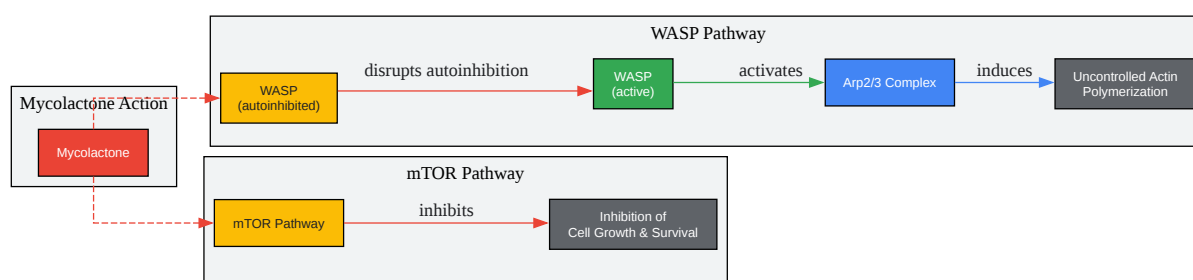 WASP Pathway
WASP
(autoinhibited)
disrupts autoinhibition
WASP
(active)
activates
Arp2/3 Complex
induces
Uncontrolled Actin
Polymerization
Mycolactone Action
Mycolactone
mTOR Pathway
mTOR Pathway
inhibits
Inhibition of
Cell Growth & Survival